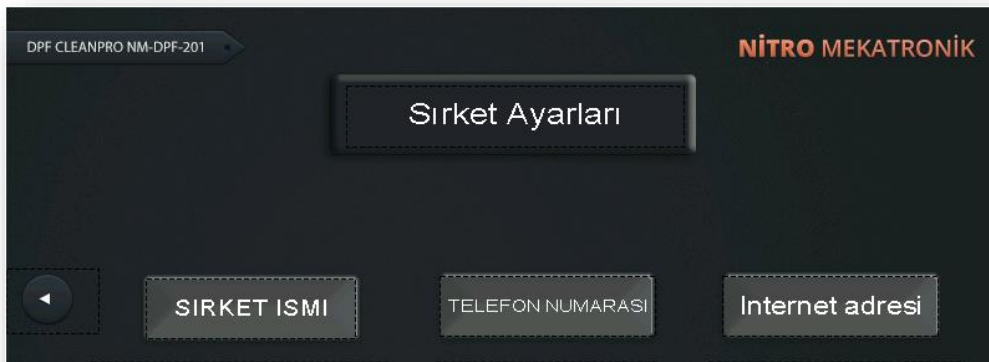 DPF CLEANPRO NM-DPF-201
NİTRO MEKATRONİK
Sırket Ayarları
SIRKET ISMI
TELEFON NUMARASI
Internet adresi